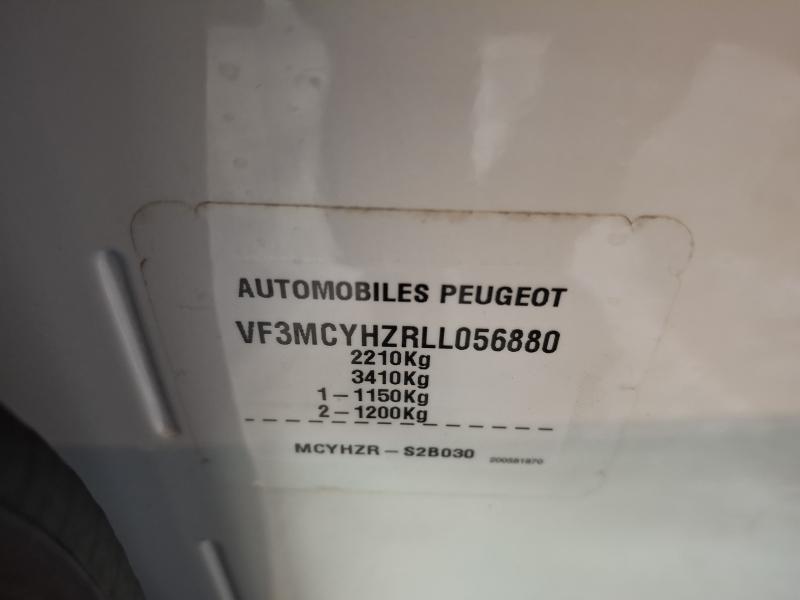 AUTOMOBILES PEUGEOT
VF3MCYHZRLL056880
2210Kg
3410Kg
1-1150Kg
2-1200Kg
MCYHZR-S2B030 200581870